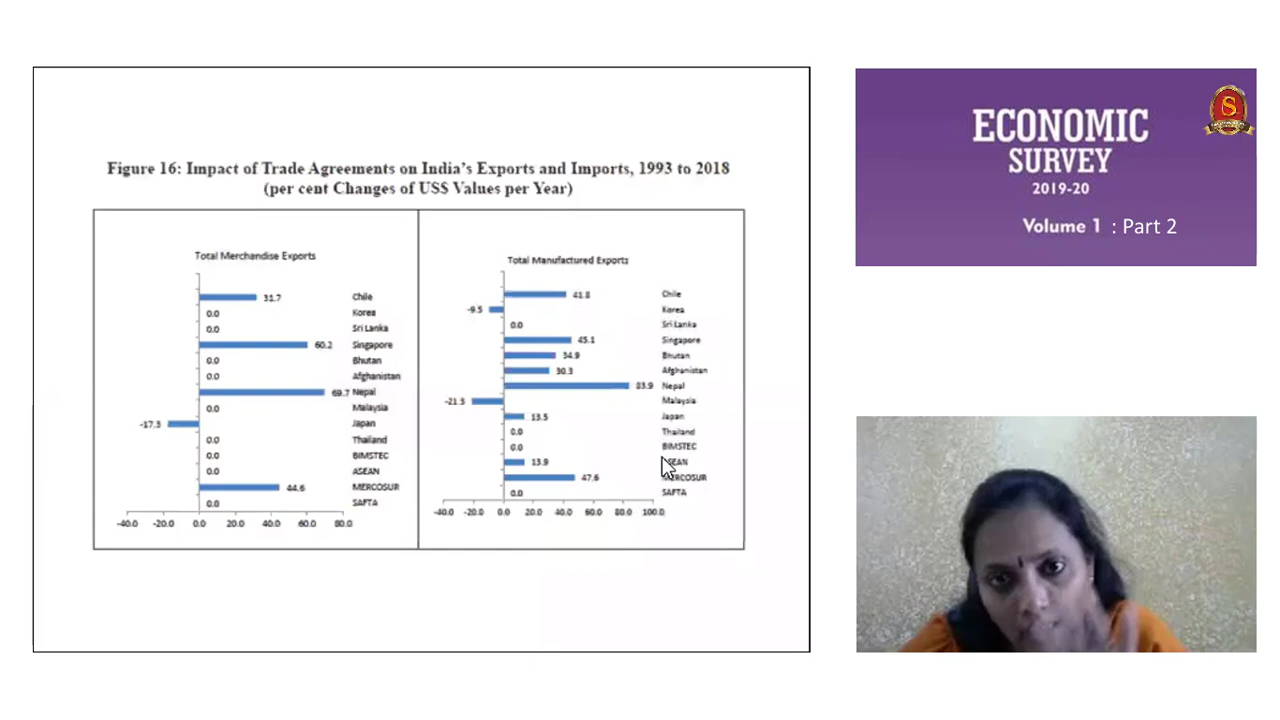 Figure 16: Impact of Trade Agreements on India's Exports and Imports, 1993 to 2018
(per cent Changes of US$ Values per Year)
Total Merchandise Exports
31.7 Chile
0.0 Korea
0.0 Sri Lanka
60.2 Singapore
0.0 Bhutan
0.0 Afghanistan
69.7 Nepal
0.0 Malaysia
-17.3 Japan
0.0 Thailand
0.0 BIMSTEC
0.0 ASEAN
44.6 MERCOSUR
0.0 SAFTA
-40.0 -20.0 0.0 20.0 40.0 60.0 80.0
Total Manufactured Exports
41.8 Chile
-9.5 Korea
0.0 Sri Lanka
45.1 Singapore
34.9 Bhutan
30.3 Afghanistan
83.9 Nepal
-21.3 Malaysia
13.5 Japan
0.0 Thailand
0.0 BIMSTEC
13.9 ASEAN
47.6 MERCOSUR
0.0 SAFTA
-40.0 -20.0 0.0 20.0 40.0 60.0 80.0 100.0
ECONOMIC
SURVEY
2019-20
Volume 1 : Part 2
S